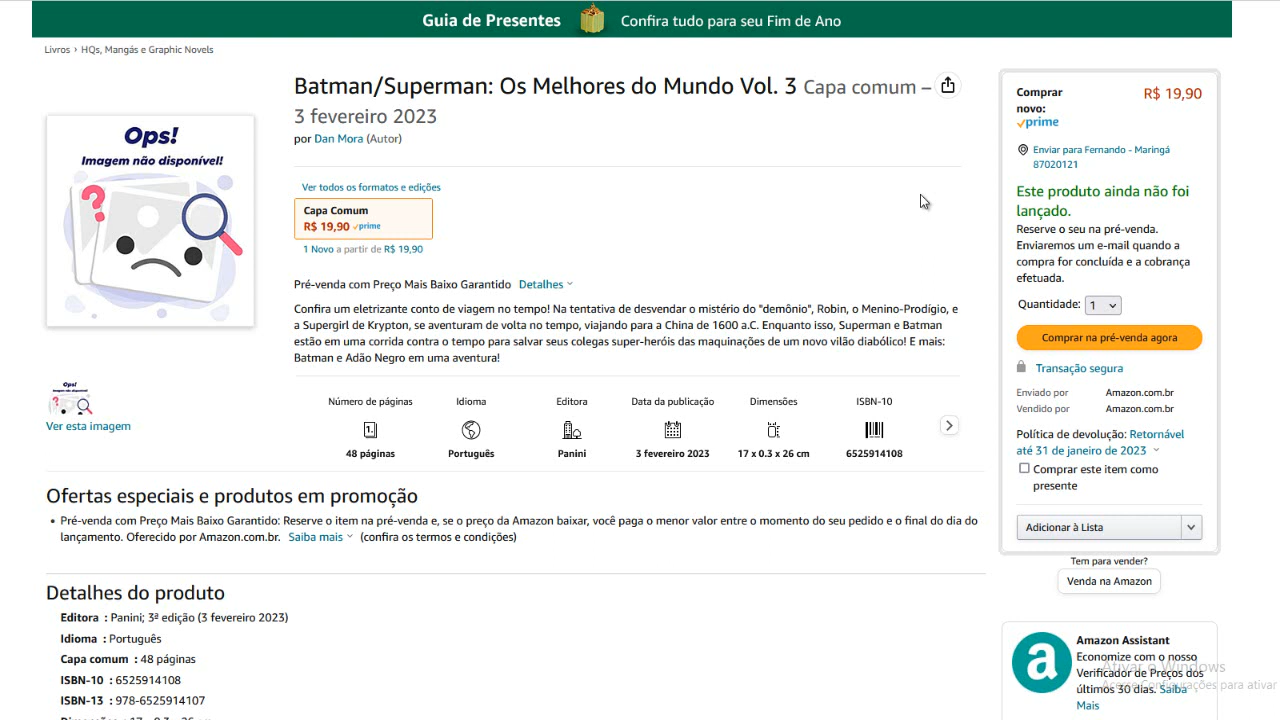 Guia de Presentes Confira tudo para seu Fim de Ano
Livros › HQs, Mangás e Graphic Novels
Batman/Superman: Os Melhores do Mundo Vol. 3 Capa comum –
3 fevereiro 2023
por Dan Mora (Autor)
Ops!
Imagem não disponível!
Ver todos os formatos e edições
Capa Comum
R$ 19,90 prime
1 Novo a partir de R$ 19,90
Pré-venda com Preço Mais Baixo Garantido Detalhes
Confira um eletrizante conto de viagem no tempo! Na tentativa de desvendar o mistério do "demônio", Robin, o Menino-Prodígio, e
a Supergirl de Krypton, se aventuram de volta no tempo, viajando para a China de 1600 a.C. Enquanto isso, Superman e Batman
estão em uma corrida contra o tempo para salvar seus colegas super-heróis das maquinações de um novo vilão diabólico! E mais:
Batman e Adão Negro em uma aventura!
Ops!
Ver esta imagem
Número de páginas Idioma Editora Data da publicação Dimensões ISBN-10
48 páginas Português Panini 3 fevereiro 2023 17 x 0.3 x 26 cm 6525914108
Ofertas especiais e produtos em promoção
• Pré-venda com Preço Mais Baixo Garantido: Reserve o item na pré-venda e, se o preço da Amazon baixar, você paga o menor valor entre o momento do seu pedido e o final do dia do
lançamento. Oferecido por Amazon.com.br. Saiba mais (confira os termos e condições)
Detalhes do produto
Editora : Panini; 3ª edição (3 fevereiro 2023)
Idioma : Português
Capa comum : 48 páginas
ISBN-10 : 6525914108
ISBN-13 : 978-6525914107
Comprar R$ 19,90
novo:
prime
Enviar para Fernando - Maringá
87020121
Este produto ainda não foi
lançado.
Reserve o seu na pré-venda.
Enviaremos um e-mail quando a
compra for concluída e a cobrança
efetuada.
Quantidade: 1
Comprar na pré-venda agora
Transação segura
Enviado por Amazon.com.br
Vendido por Amazon.com.br
Política de devolução: Retornável
até 31 de janeiro de 2023
Comprar este item como
presente
Adicionar à Lista
Tem para vender?
Venda na Amazon
Amazon Assistant
Economize com o nosso
Verificador de Preços dos
últimos 30 dias. Saiba
Mais
Ativar o Windows
Acesse Configurações para ativar